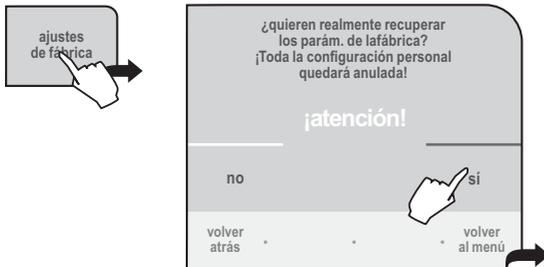 ajustes
de fábrica
¿quieren realmente recuperar
los parám. de lafábrica?
¡Toda la configuración personal
quedará anulada!
¡atención!
no
sí
volver
atrás
volver
al menú